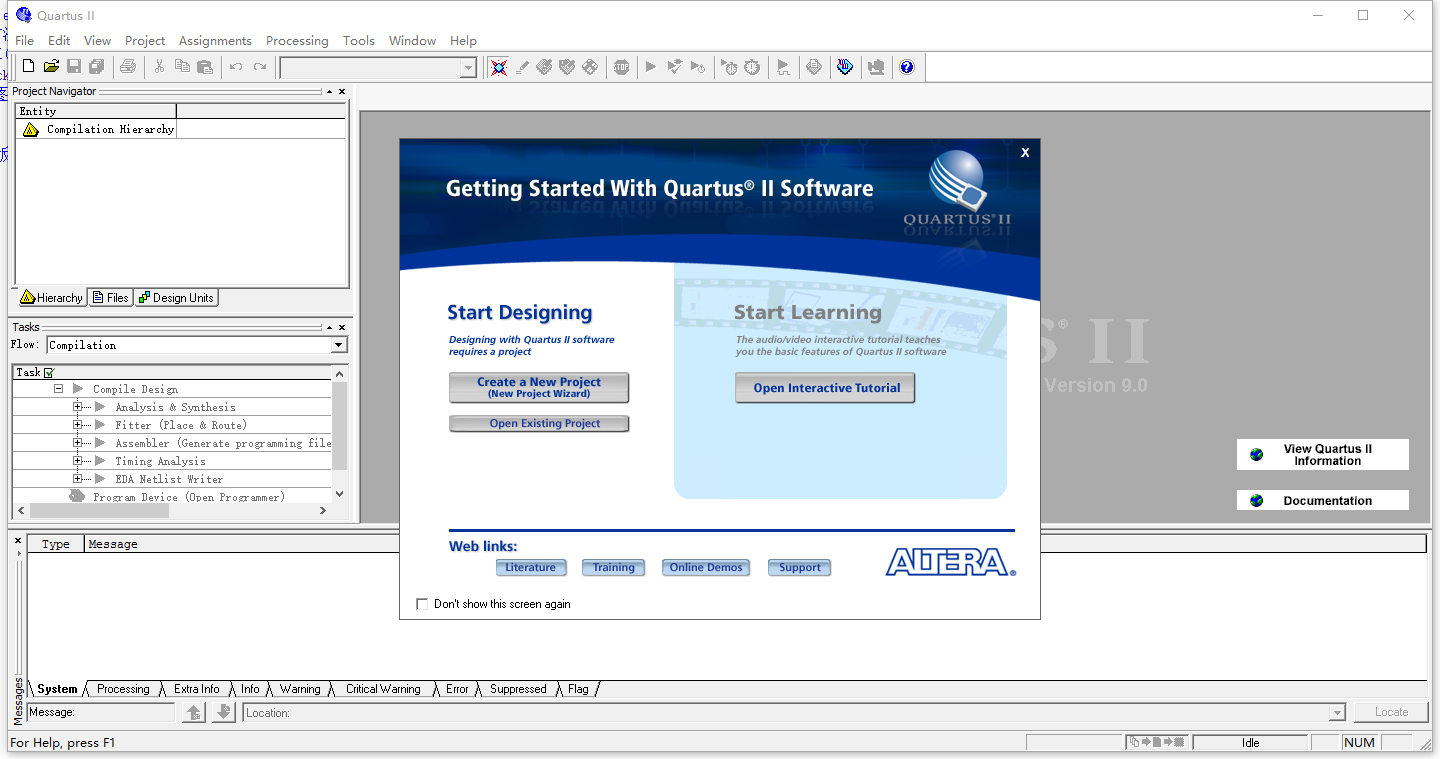 Quartus II
File Edit View Project Assignments Processing Tools Window Help
STOP
Project Navigator
Entity
Compilation Hierarchy
Hierarchy Files Design Units
Tasks
Flow: Compilation
Task
Compile Design
Analysis & Synthesis
Fitter (Place & Route)
Assembler (Generate programming file
Timing Analysis
EDA Netlist Writer
Program Device (Open Programmer)
X
Getting Started With Quartus® II Software
QUARTUS® II
Start Designing
Designing with Quartus II software
requires a project
Create a New Project
(New Project Wizard)
Open Existing Project
Start Learning
The audio/video interactive tutorial teaches
you the basic features of Quartus II software
Open Interactive Tutorial
Web links:
Literature Training Online Demos Support
ALTERA®
Don't show this screen again
S® II
Version 9.0
View Quartus II
Information
Documentation
Type Message
System Processing Extra Info Info Warning Critical Warning Error Suppressed Flag
Messages
Message: Location: Locate
For Help, press F1 Idle NUM